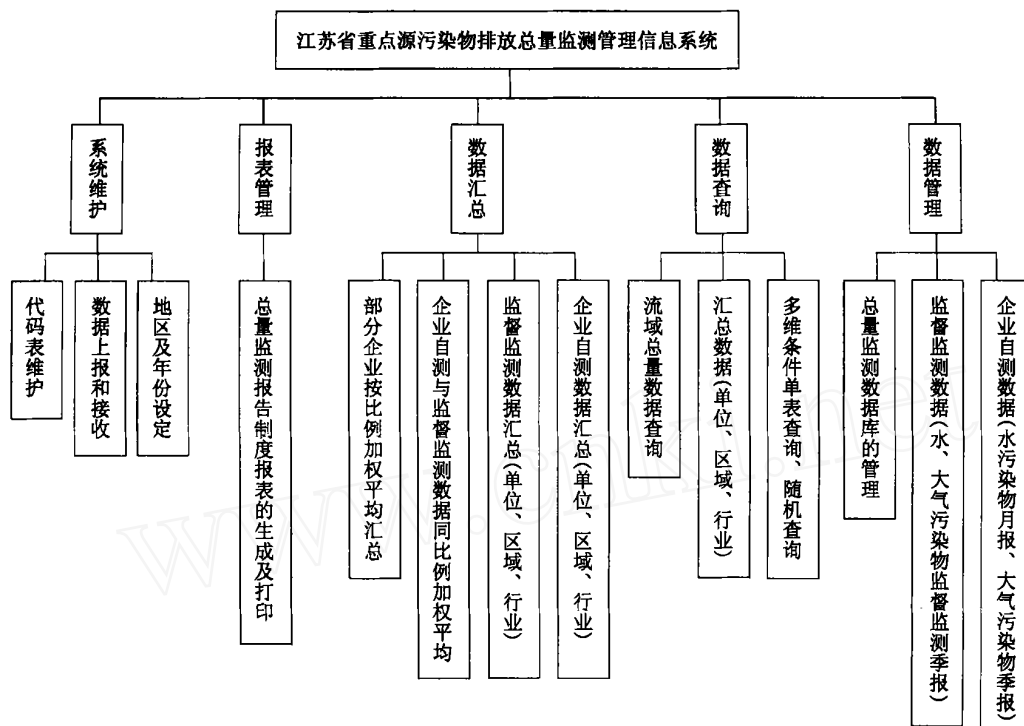 江苏省重点源污染物排放总量监测管理信息系统
系统维护
报表管理
数据汇总
数据查询
数据管理
代码表维护
数据上报和接收
地区及年份设定
总量监测报告制度报表的生成及打印
部分企业按比例加权平均汇总
企业自测与监督监测数据同比例加权平均
监督监测数据汇总(单位、区域、行业)
企业自测数据汇总(单位、区域、行业)
流域总量数据查询
汇总数据(单位、区域、行业)
多维条件单表查询、随机查询
总量监测数据库的管理
监督监测数据(水、大气污染物监督监测季报)
企业自测数据(水污染物月报、大气污染物季报)
www.cnki.net